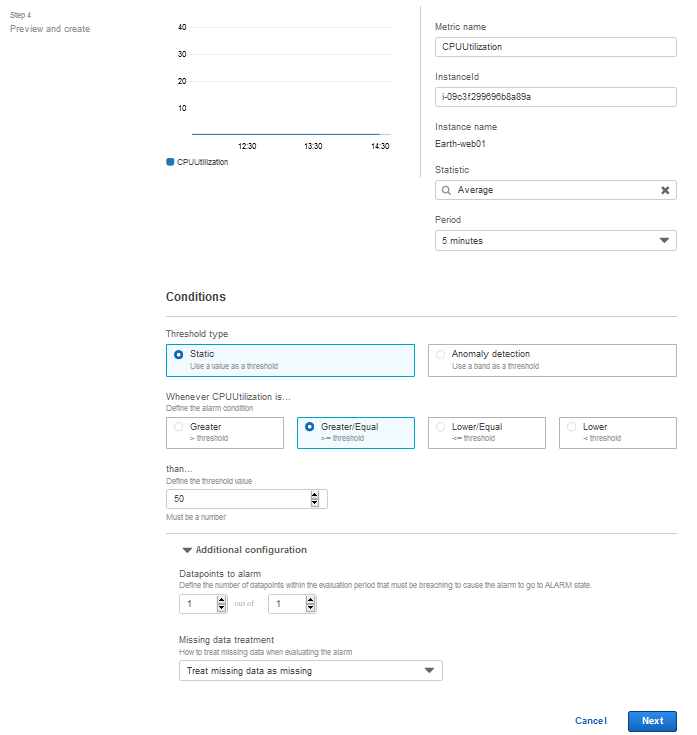 Step 4
Preview and create
40
30
20
10
12:30 13:30 14:30
CPUUtilization
Metric name
CPUUtilization
InstanceId
i-09c3f299696b8a89a
Instance name
Earth-web01
Statistic
Average
Period
5 minutes
Conditions
Threshold type
Static
Use a value as a threshold
Anomaly detection
Use a band as a threshold
Whenever CPUUtilization is...
Define the alarm condition
Greater
> threshold
Greater/Equal
>= threshold
Lower/Equal
<= threshold
Lower
< threshold
than...
Define the threshold value
50
Must be a number
Additional configuration
Datapoints to alarm
Define the number of datapoints within the evaluation period that must be breaching to cause the alarm to go to ALARM state.
1 out of 1
Missing data treatment
How to treat missing data when evaluating the alarm
Treat missing data as missing
Cancel Next